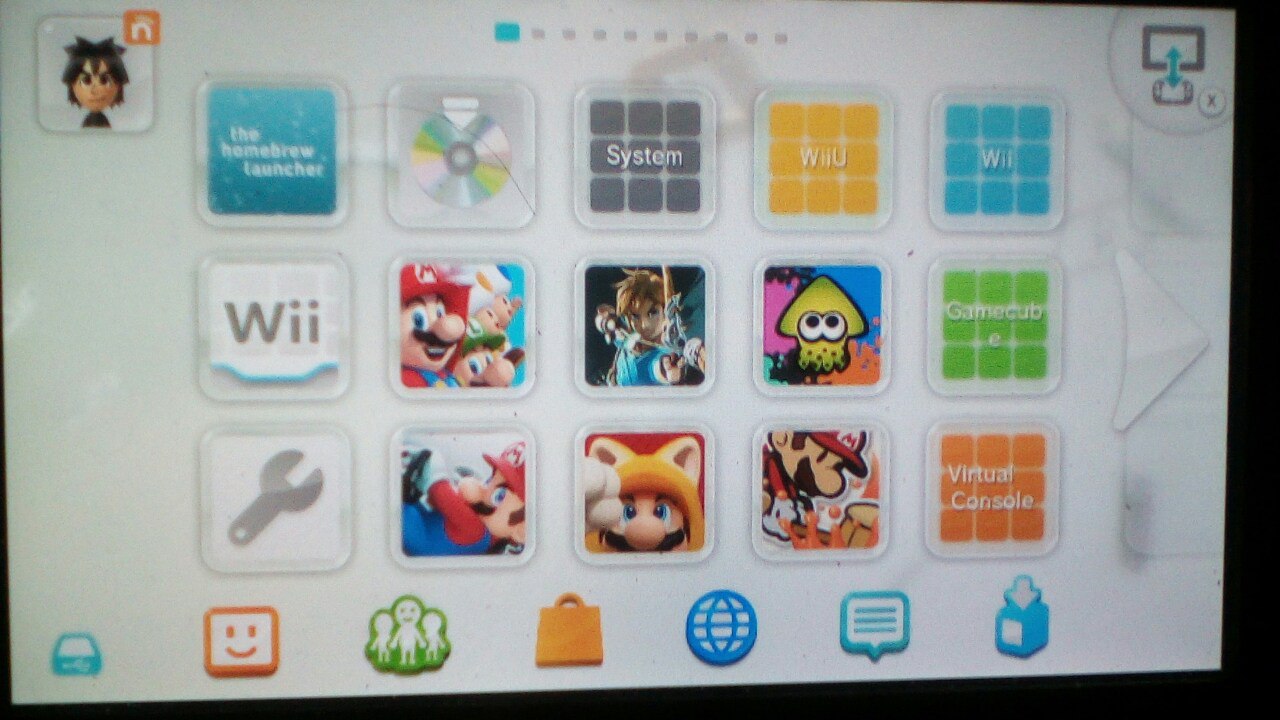 the
homebrew
launcher
System
WiiU
Wii
Wii
Gamecub
e
Virtual
Console
X